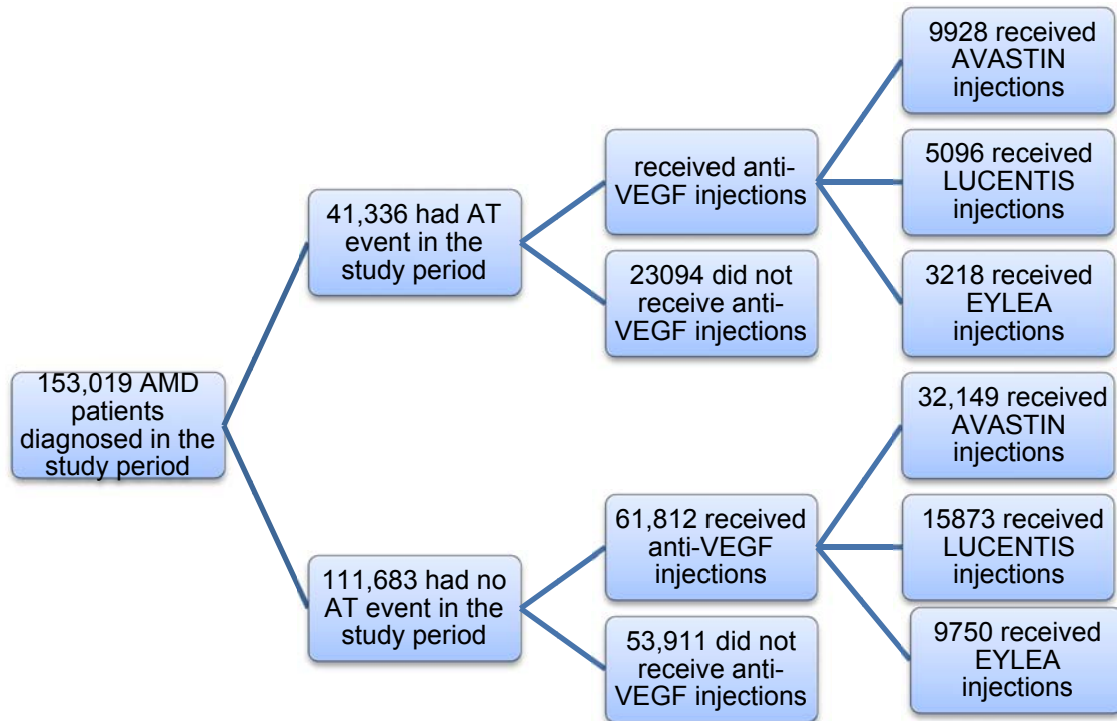 153,019 AMD
patients
diagnosed in the
study period
41,336 had AT
event in the
study period
received anti-
VEGF injections
9928 received
AVASTIN
injections
5096 received
LUCENTIS
injections
3218 received
EYLEA
injections
23094 did not
receive anti-
VEGF injections
111,683 had no
AT event in the
study period
61,812 received
anti-VEGF
injections
32,149 received
AVASTIN
injections
15873 received
LUCENTIS
injections
9750 received
EYLEA
injections
53,911 did not
receive anti-
VEGF injections